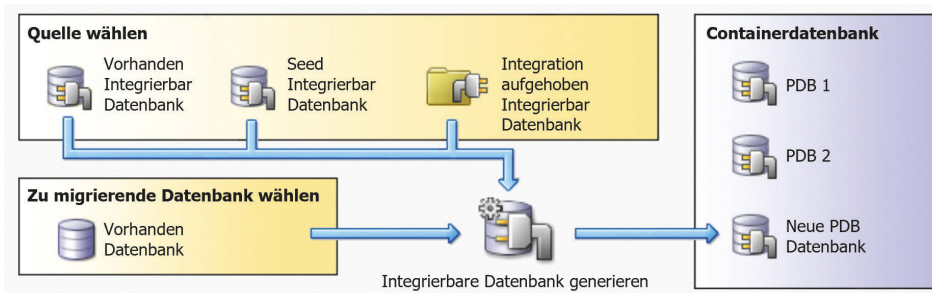 Quelle wählen
Vorhanden
Integrierbar
Datenbank
Seed
Integrierbar
Datenbank
Integration
aufgehoben
Integrierbar
Datenbank
Zu migrierende Datenbank wählen
Vorhanden
Datenbank
Integrierbare Datenbank generieren
Containerdatenbank
PDB 1
PDB 2
Neue PDB
Datenbank